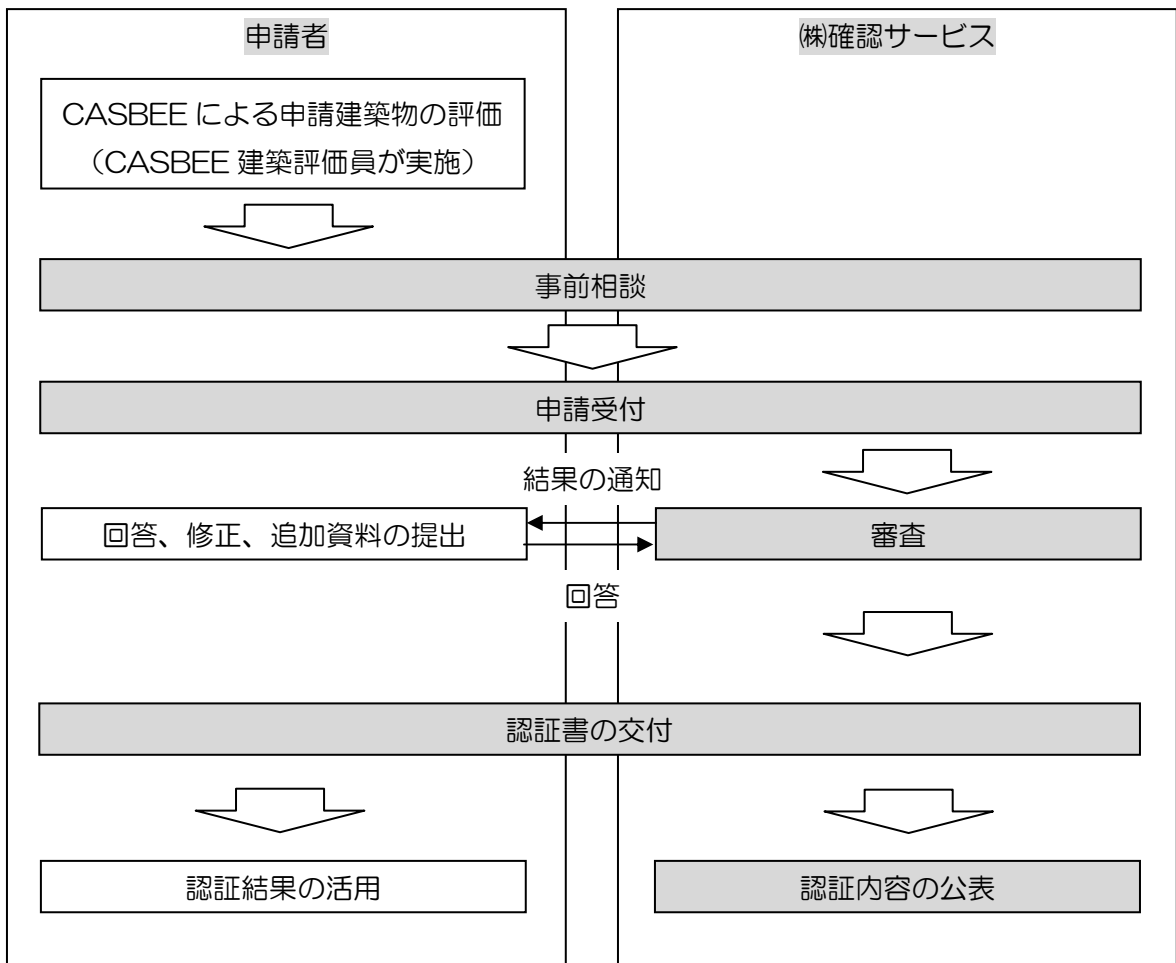 申請者
㈱確認サービス
CASBEE による申請建築物の評価
(CASBEE 建築評価員が実施)
事前相談
申請受付
結果の通知
回答、修正、追加資料の提出
審査
回答
認証書の交付
認証結果の活用
認証内容の公表